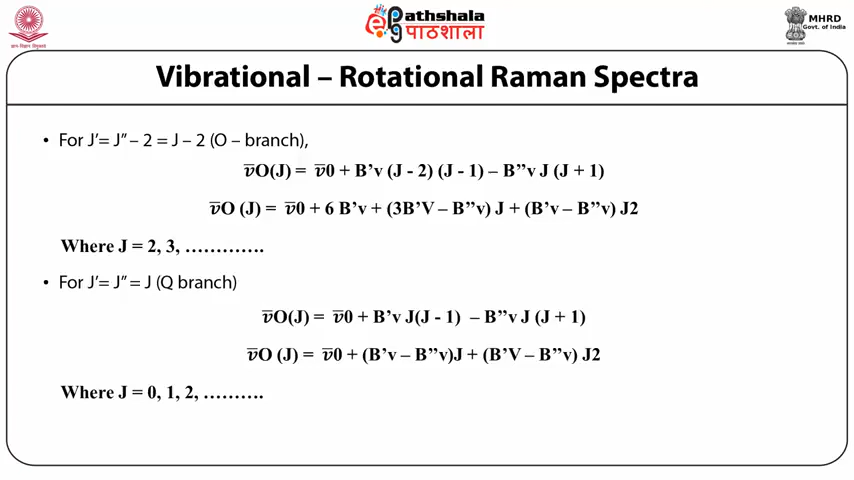 ePathshala
पाठशाला
MHRD
Govt. of India
Vibrational – Rotational Raman Spectra
• For J’= J” – 2 = J – 2 (O – branch),
v̅O(J) = v̅0 + B’v (J - 2) (J - 1) – B”v J (J + 1)
v̅O (J) = v̅0 + 6 B’v + (3B’V – B”v) J + (B’v – B”v) J2
Where J = 2, 3, ………….
• For J’= J” = J (Q branch)
v̅O(J) = v̅0 + B’v J(J - 1) – B”v J (J + 1)
v̅O (J) = v̅0 + (B’v – B”v)J + (B’V – B”v) J2
Where J = 0, 1, 2, ……….